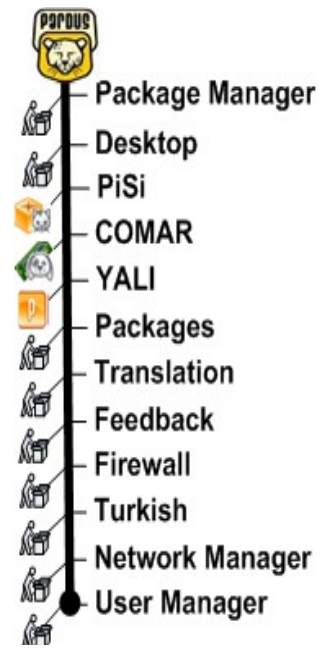 PARDUS
Package Manager
Desktop
PiSi
COMAR
YALI
Packages
Translation
Feedback
Firewall
Turkish
Network Manager
User Manager